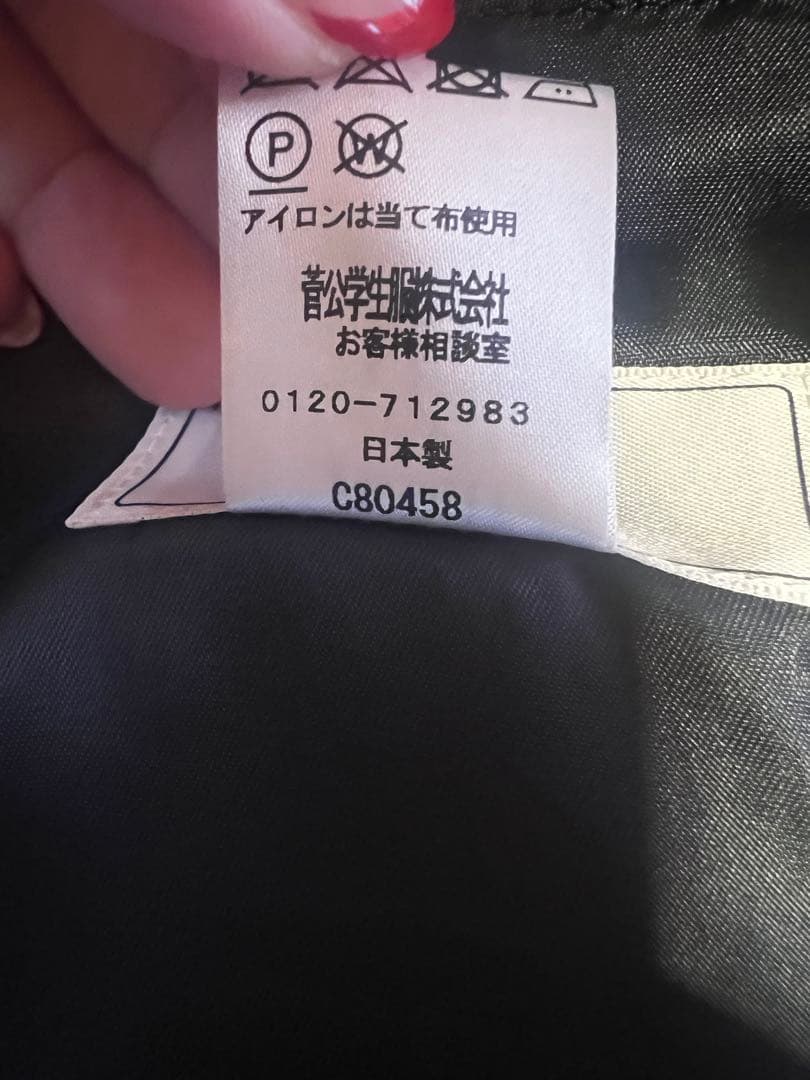 P W
アイロンは当て布使用
菅公学生服株式会社
お客様相談室
0120-712983
日本製
C80458